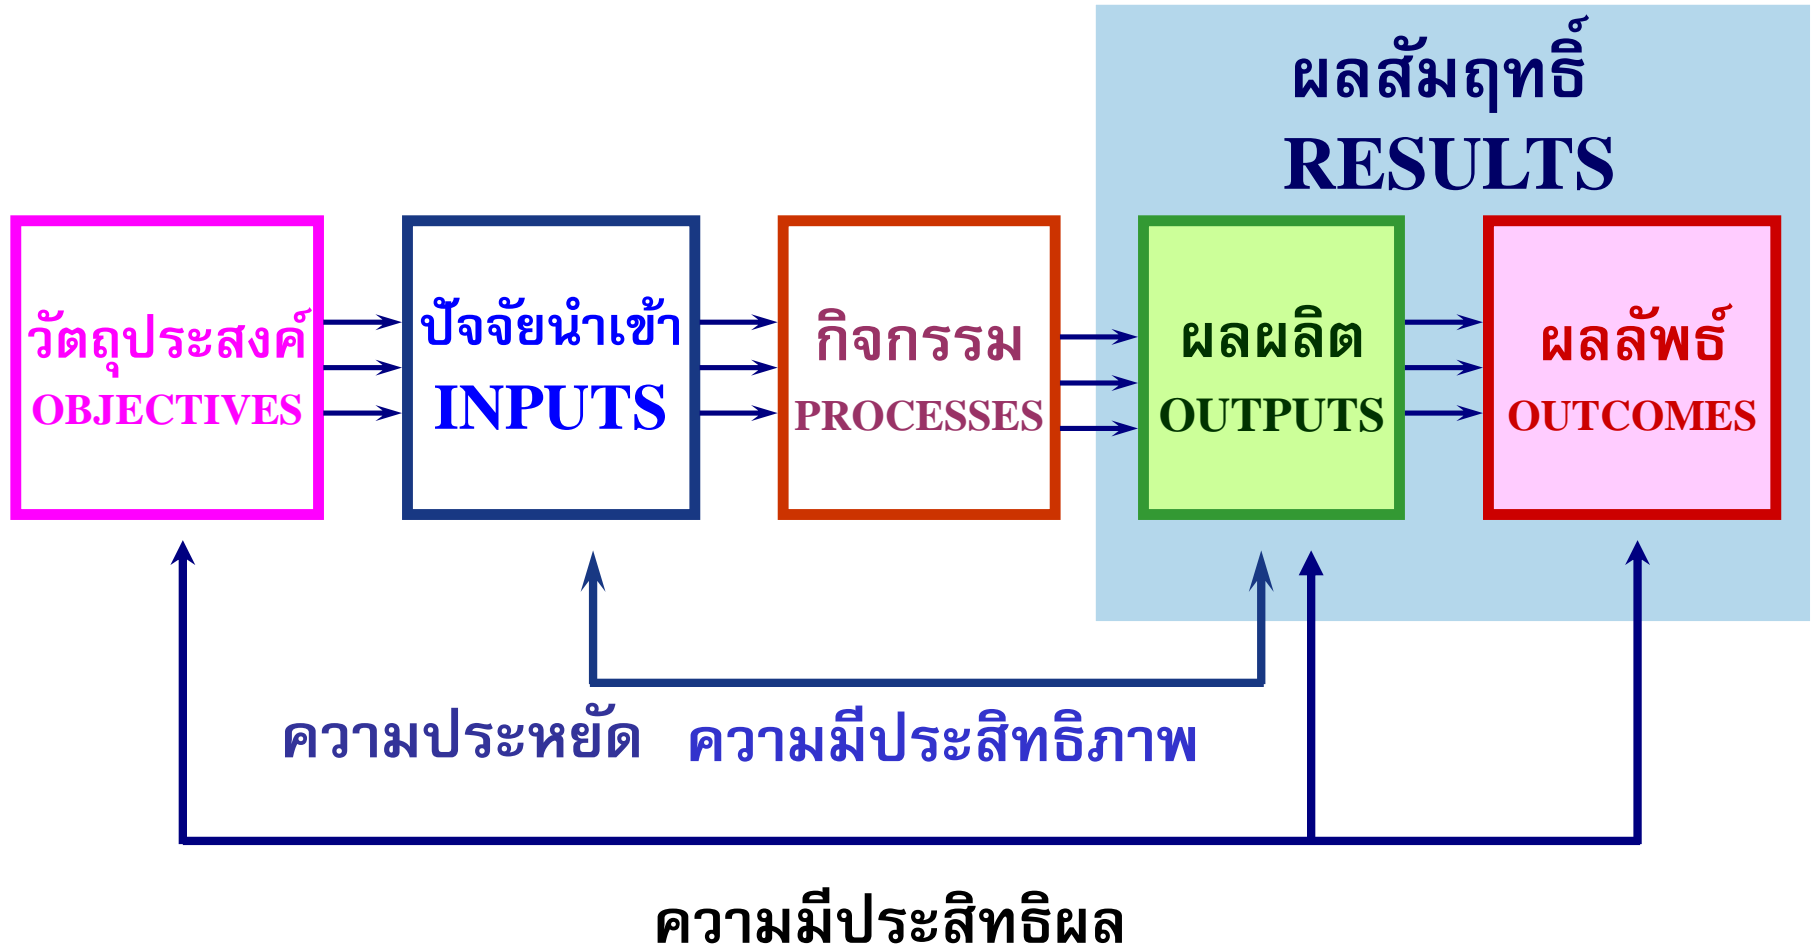 ผลสัมฤทธิ์
RESULTS
วัตถุประสงค์
OBJECTIVES
ปัจจัยนำเข้า
INPUTS
กิจกรรม
PROCESSES
ผลผลิต
OUTPUTS
ผลลัพธ์
OUTCOMES
ความประหยัด
ความมีประสิทธิภาพ
ความมีประสิทธิผล